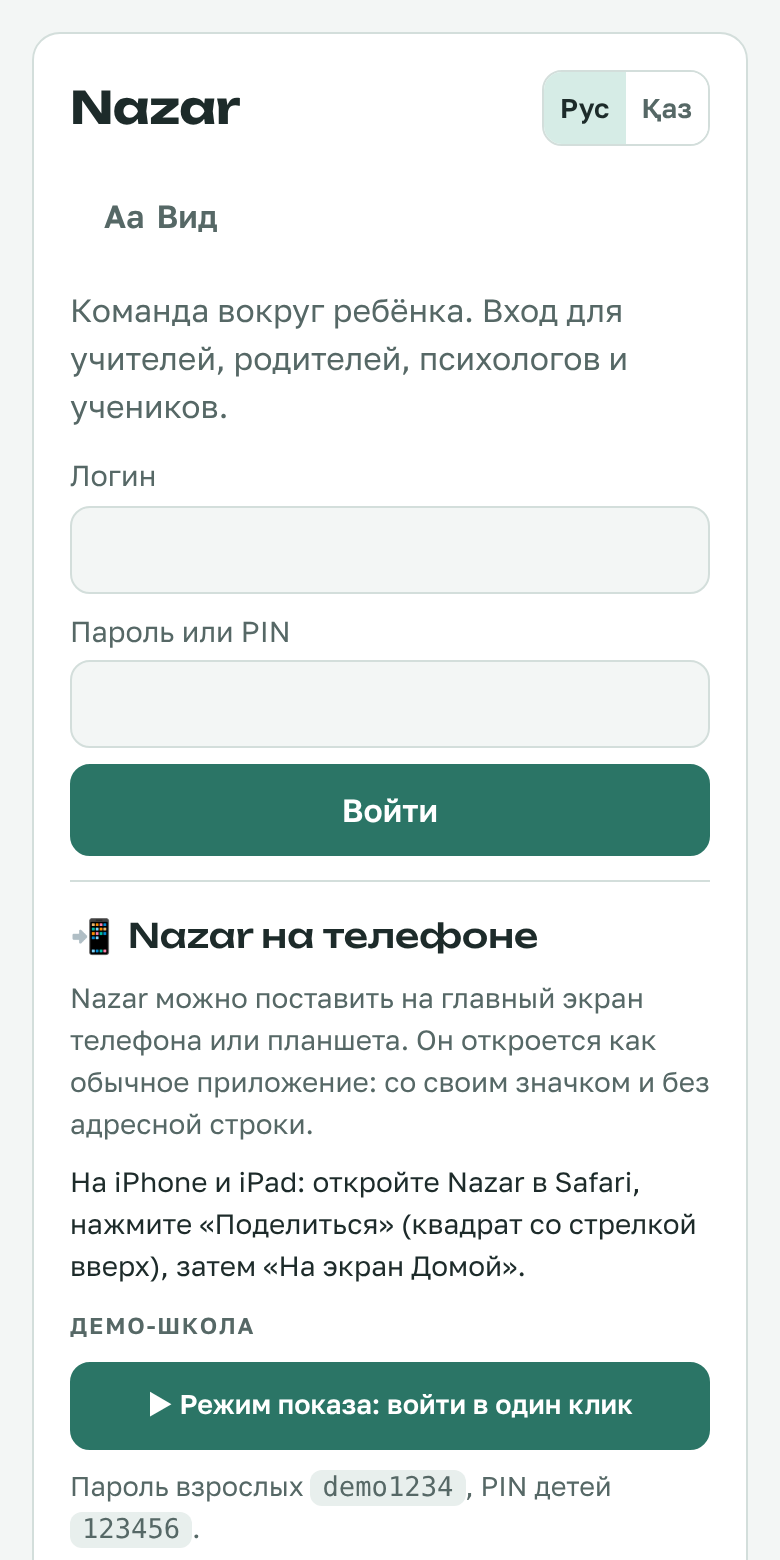 Nazar
Рус Қаз
Aa Вид
Команда вокруг ребёнка. Вход для
учителей, родителей, психологов и
учеников.
Логин
Пароль или PIN
Войти
Nazar на телефоне
Nazar можно поставить на главный экран
телефона или планшета. Он откроется как
обычное приложение: со своим значком и без
адресной строки.
На iPhone и iPad: откройте Nazar в Safari,
нажмите «Поделиться» (квадрат со стрелкой
вверх), затем «На экран Домой».
ДЕМО-ШКОЛА
▶ Режим показа: войти в один клик
Пароль взрослых demo1234, PIN детей
123456.